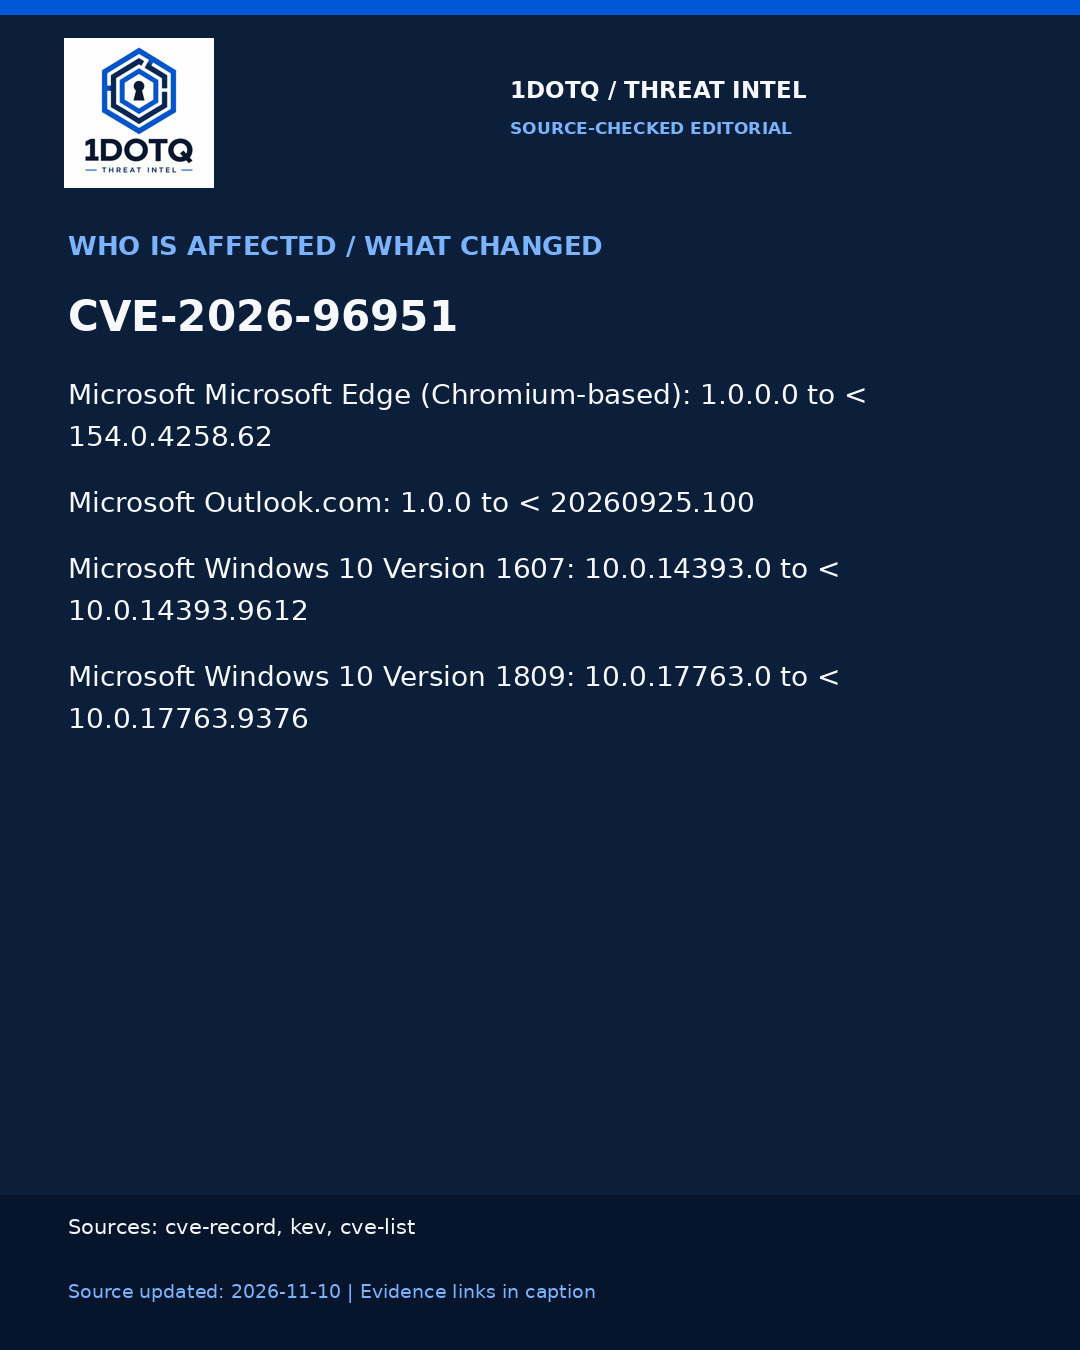 1DOTQ
THREAT INTEL
1DOTQ / THREAT INTEL
SOURCE-CHECKED EDITORIAL
WHO IS AFFECTED / WHAT CHANGED
CVE-2026-96951
Microsoft Microsoft Edge (Chromium-based): 1.0.0.0 to <
154.0.4258.62
Microsoft Outlook.com: 1.0.0 to < 20260925.100
Microsoft Windows 10 Version 1607: 10.0.14393.0 to <
10.0.14393.9612
Microsoft Windows 10 Version 1809: 10.0.17763.0 to <
10.0.17763.9376
Sources: cve-record, kev, cve-list
Source updated: 2026-11-10 | Evidence links in caption